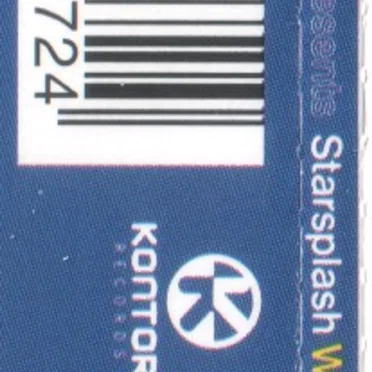 esents Starsplash W
724
KONTOR
RECORDS